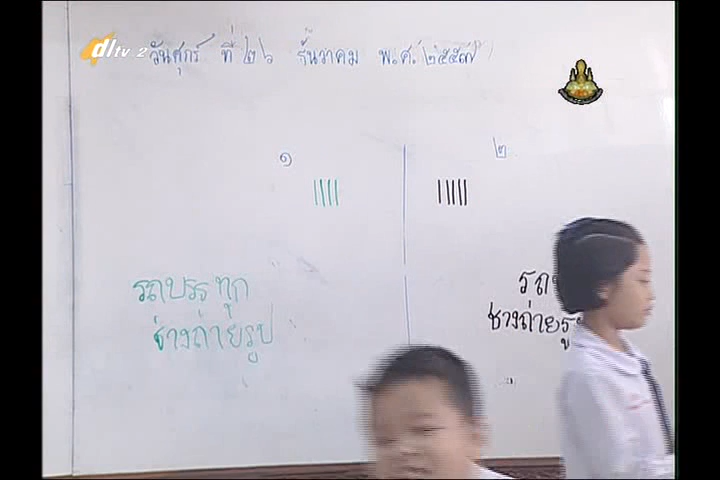 dltv 2
วันศุกร์ ที่ ๒๖ ธันวาคม พ.ศ. ๒๕๕๗
๑ ๒
รถบรรทุก
ช่างถ่ายรูป
ช่างถ่ายรู